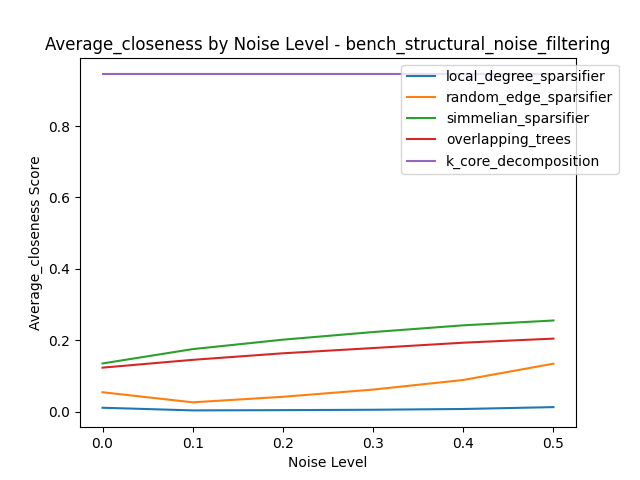 Average_closeness by Noise Level - bench_structural_noise_filtering
local_degree_sparsifier
random_edge_sparsifier
simmelian_sparsifier
overlapping_trees
k_core_decomposition
Average_closeness Score
0.8
0.6
0.4
0.2
0.0
0.0 0.1 0.2 0.3 0.4 0.5
Noise Level